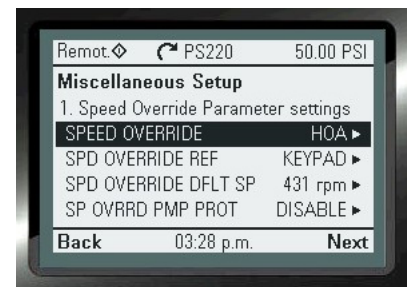 Remot. PS220 50.00 PSI
Miscellaneous Setup
1. Speed Override Parameter settings
SPEED OVERRIDE HOA ►
SPD OVERRIDE REF KEYPAD ►
SPD OVERRIDE DFLT SP 431 rpm ►
SP OVRRD PMP PROT DISABLE ►
Back 03:28 p.m. Next